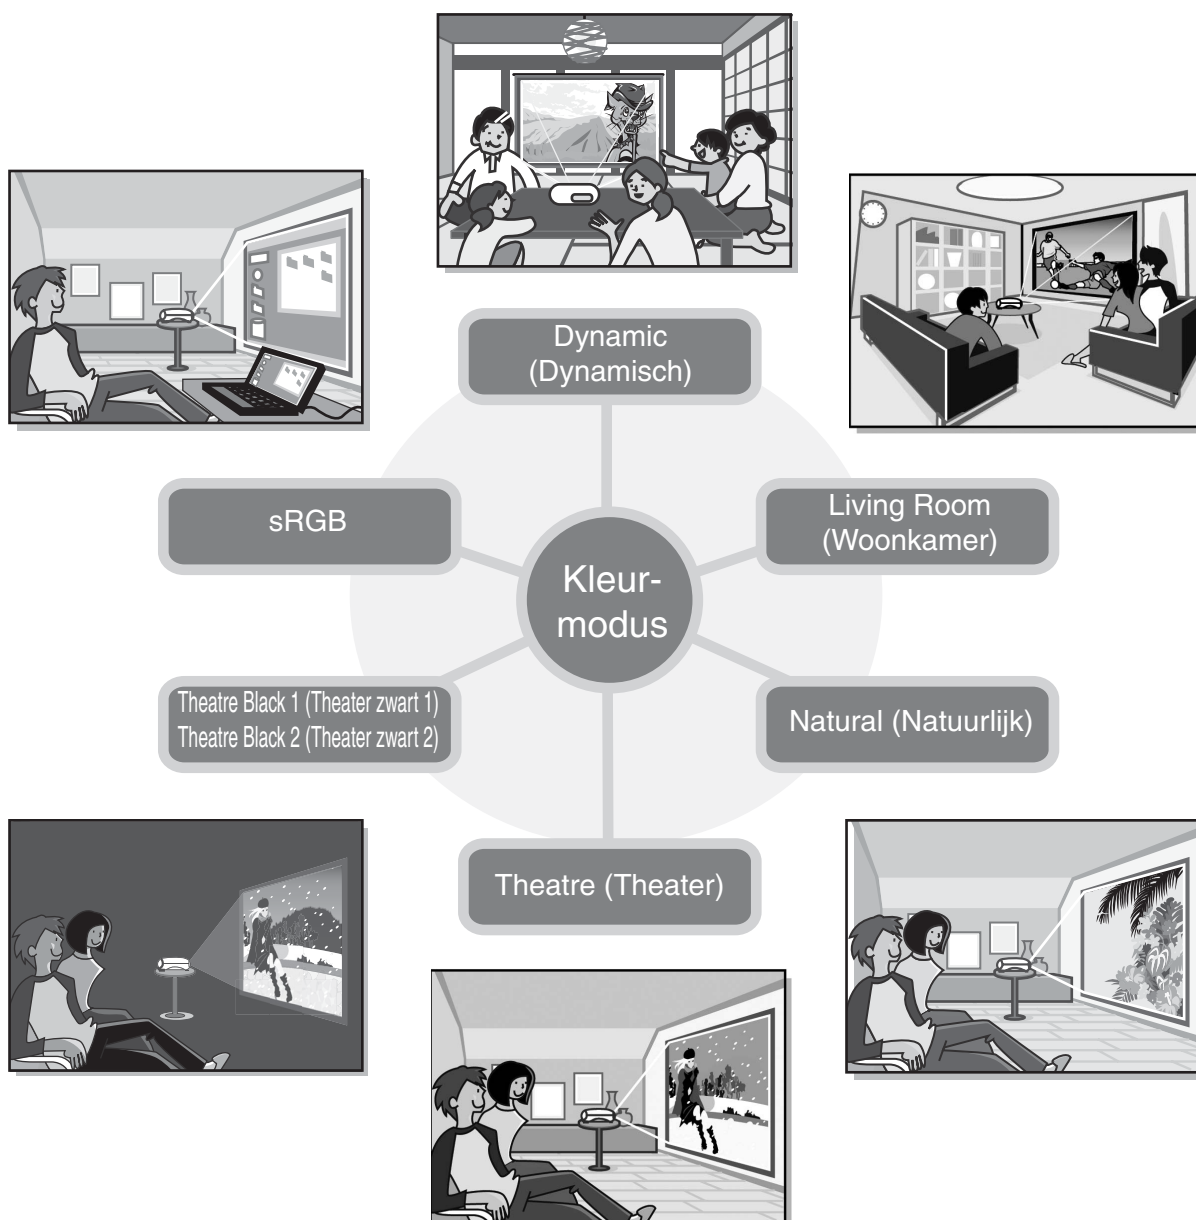 Dynamic
(Dynamisch)
sRGB
Living Room
(Woonkamer)
Kleur-
modus
Theatre Black 1 (Theater zwart 1)
Theatre Black 2 (Theater zwart 2)
Natural (Natuurlijk)
Theatre (Theater)